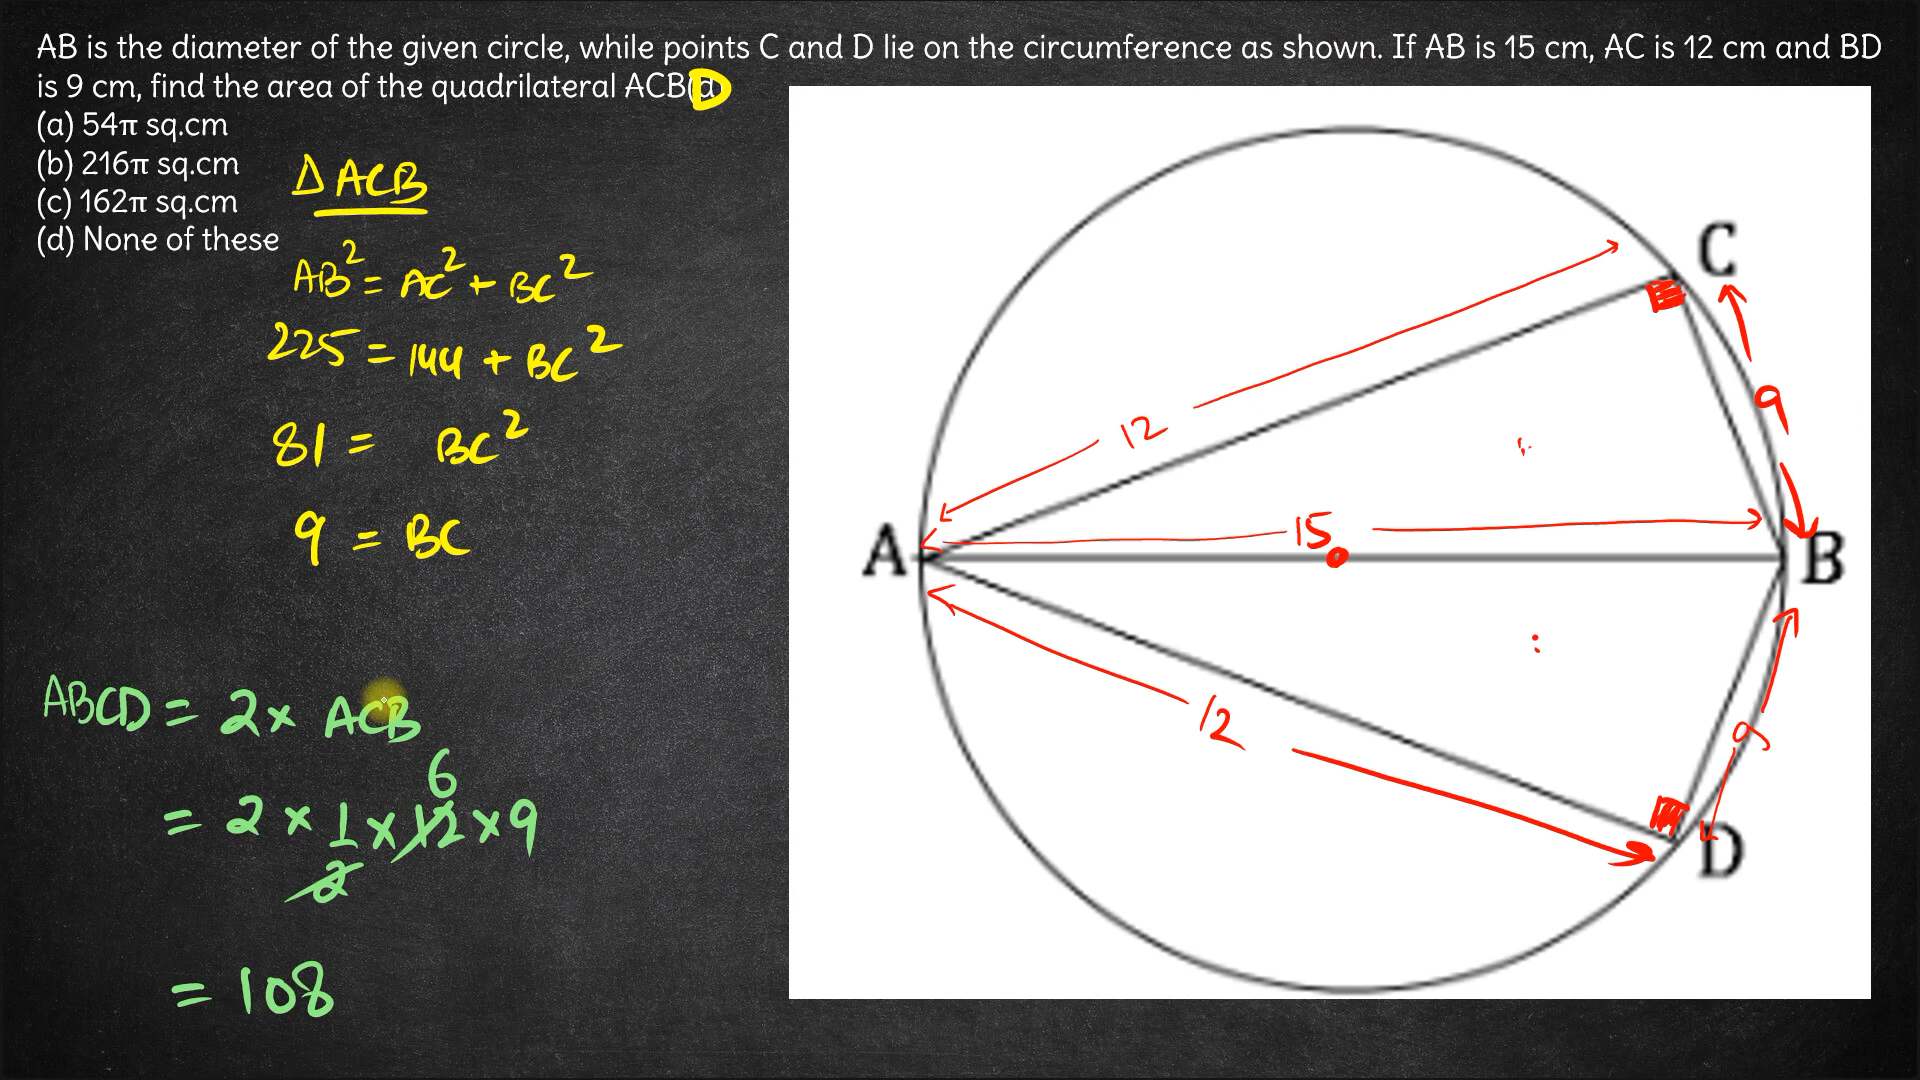 AB is the diameter of the given circle, while points C and D lie on the circumference as shown. If AB is 15 cm, AC is 12 cm and BD
is 9 cm, find the area of the quadrilateral ACBD
(a) 54π sq.cm
(b) 216π sq.cm
(c) 162π sq.cm
(d) None of these
Δ ACB
AB² = AC² + BC²
225 = 144 + BC²
81 = BC²
9 = BC
ABCD = 2 × ACB
6
= 2 × 1/2 × 12 × 9
= 108
C
9
12
15
A
B
12
9
D